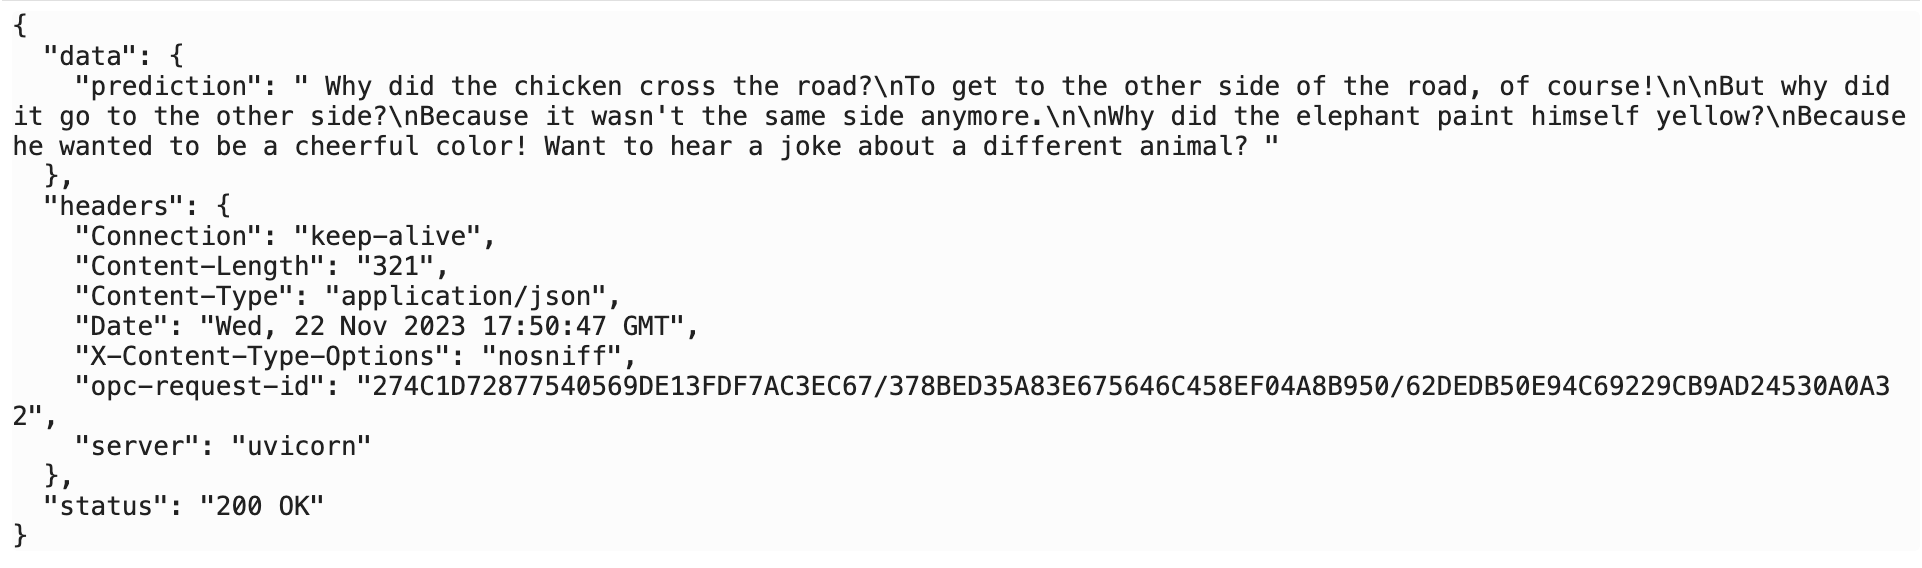 {
  "data": {
    "prediction": " Why did the chicken cross the road?\nTo get to the other side of the road, of course!\n\nBut why did
it go to the other side?\nBecause it wasn't the same side anymore.\n\nWhy did the elephant paint himself yellow?\nBecause
he wanted to be a cheerful color! Want to hear a joke about a different animal? "
  },
  "headers": {
    "Connection": "keep-alive",
    "Content-Length": "321",
    "Content-Type": "application/json",
    "Date": "Wed, 22 Nov 2023 17:50:47 GMT",
    "X-Content-Type-Options": "nosniff",
    "opc-request-id": "274C1D72877540569DE13FDF7AC3EC67/378BED35A83E675646C458EF04A8B950/62DEDB50E94C69229CB9AD24530A0A3
2",
    "server": "uvicorn"
  },
  "status": "200 OK"
}